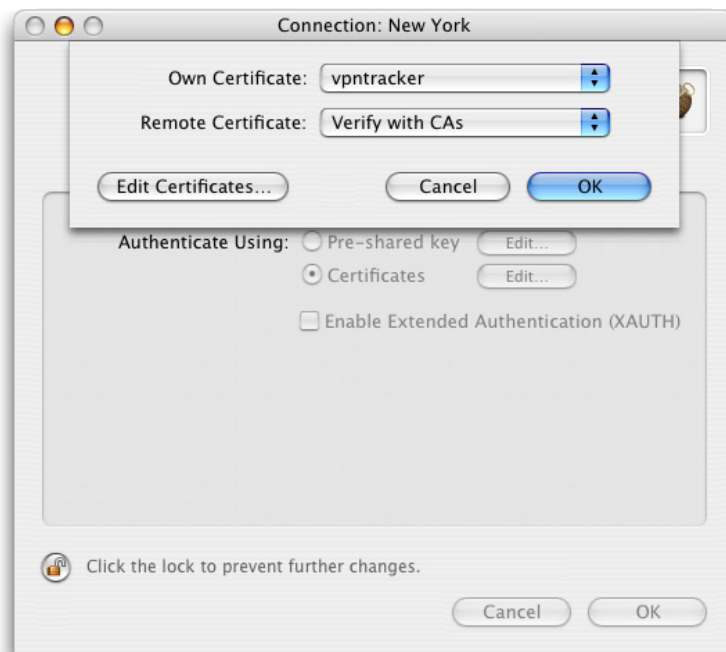 Connection: New York
Own Certificate: vpntracker
Remote Certificate: Verify with CAs
Edit Certificates... Cancel OK
Authenticate Using: Pre-shared key Edit...
Certificates Edit...
Enable Extended Authentication (XAUTH)
Click the lock to prevent further changes.
Cancel OK